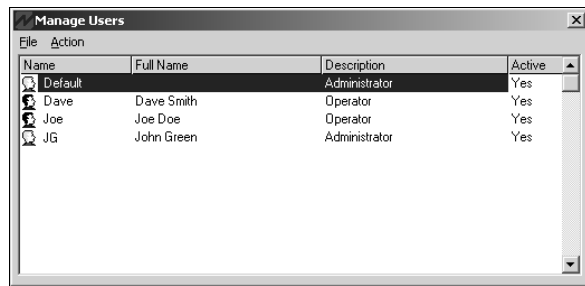 Manage Users
File Action
Name Full Name Description Active
Default Administrator Yes
Dave Dave Smith Operator Yes
Joe Joe Doe Operator Yes
JG John Green Administrator Yes